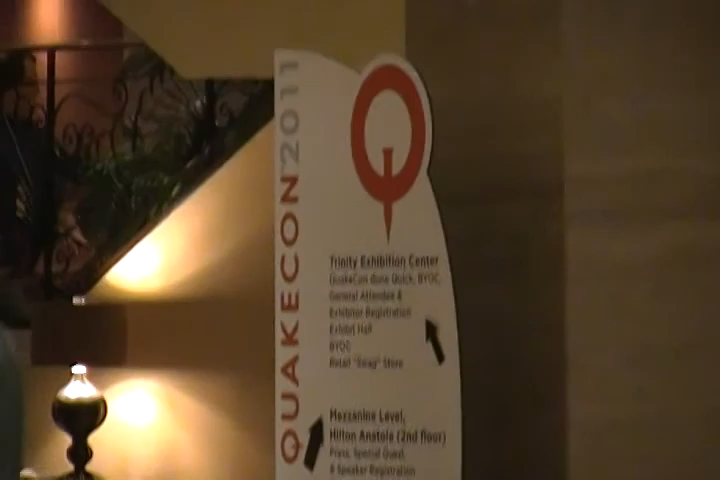 QUAKECON 2011
Trinity Exhibition Center
QuakeCon done Quick, BYOC,
General Attendee &
Exhibitor Registration
Exhibit Hall
BYOC
Retail "Swag" Store
Mezzanine Level,
Hilton Anatole (2nd floor)
Press, Special Guest,
& Speaker Registration